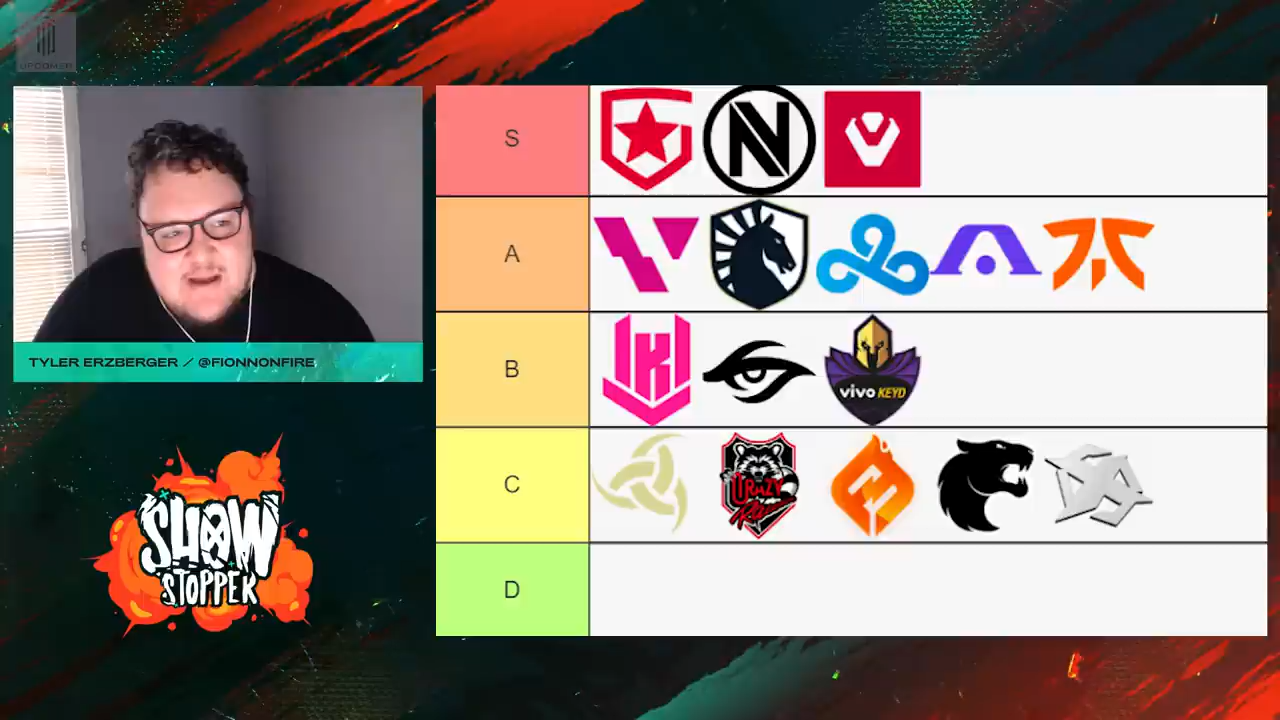 UPCOMER
S
A
TYLER ERZBERGER / @FIONNONFIRE
B
vivo KEYD
SHOW
STOPPER
C
CRAZY
D